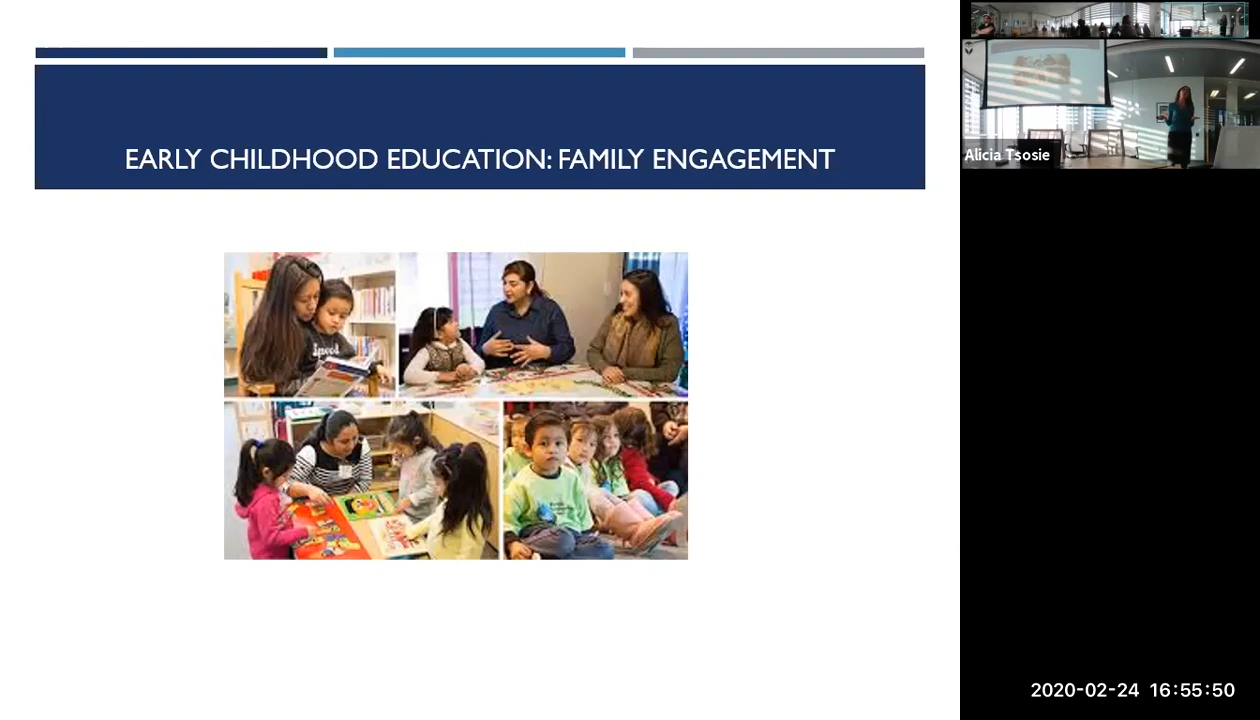 EARLY CHILDHOOD EDUCATION: FAMILY ENGAGEMENT
Alicia Tsosie
2020-02-24 16:55:50